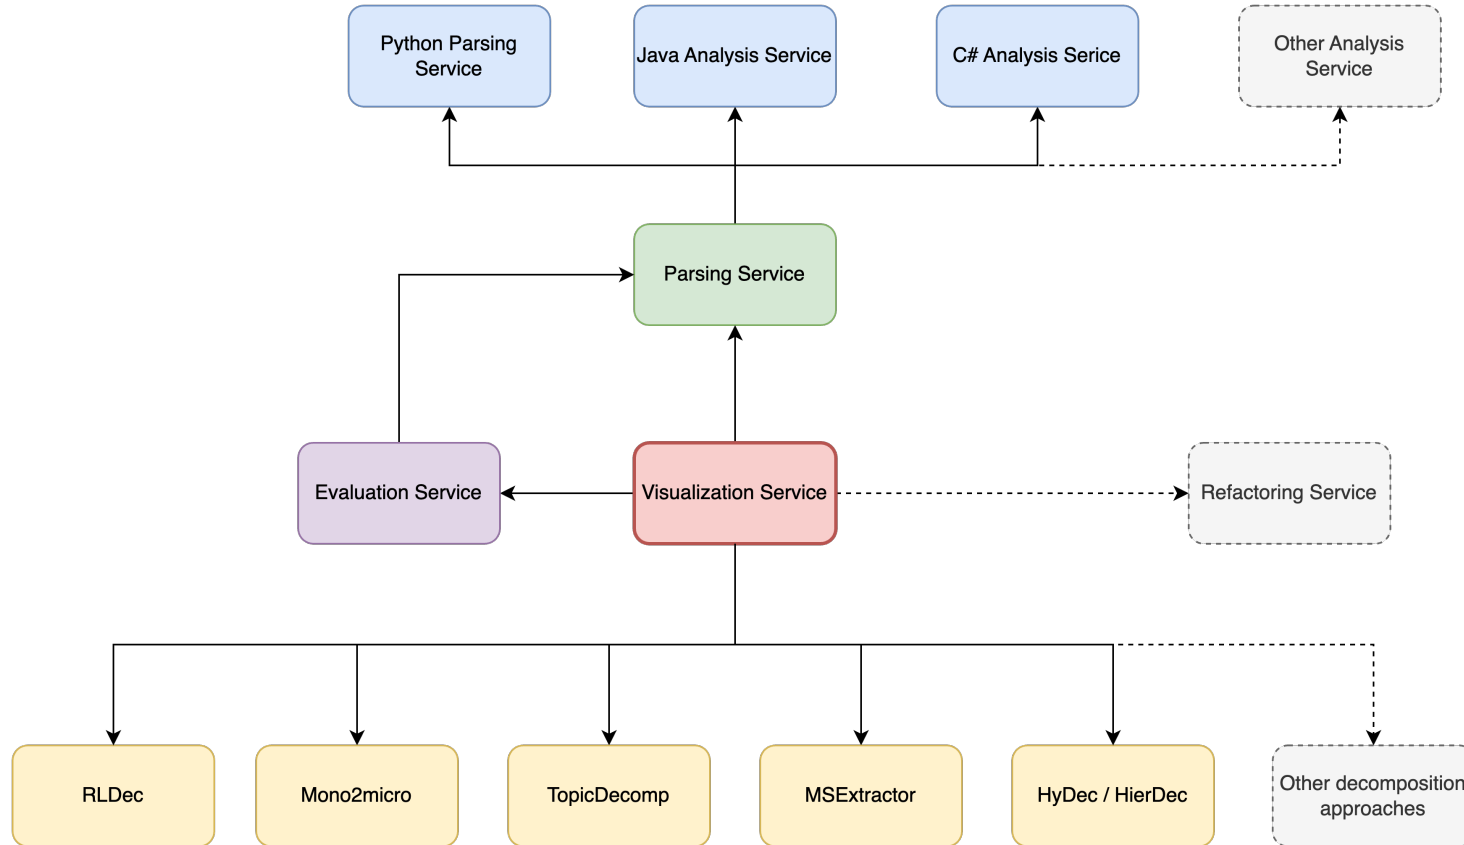 Python Parsing
Service
Java Analysis Service
C# Analysis Serice
Other Analysis
Service
Parsing Service
Evaluation Service
Visualization Service
Refactoring Service
RLDec
Mono2micro
TopicDecomp
MSExtractor
HyDec / HierDec
Other decomposition
approaches